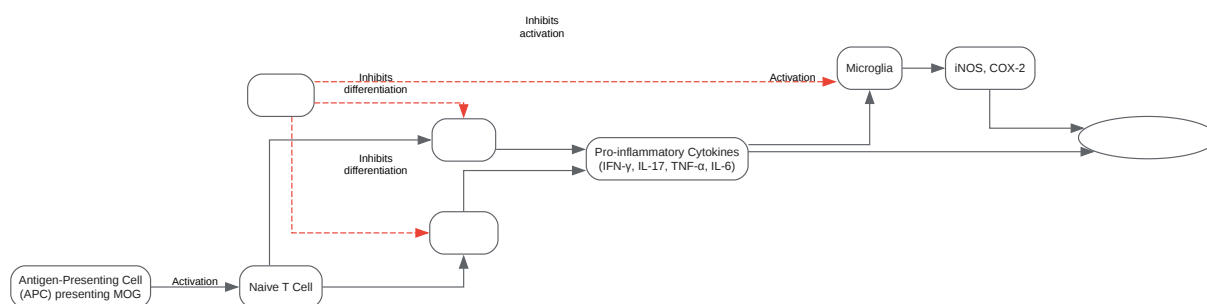 Inhibits
activation
Inhibits
differentiation
Activation
Microglia
iNOS, COX-2
Pro-inflammatory Cytokines
(IFN-γ, IL-17, TNF-α, IL-6)
Inhibits
differentiation
Antigen-Presenting Cell
(APC) presenting MOG
Activation
Naive T Cell